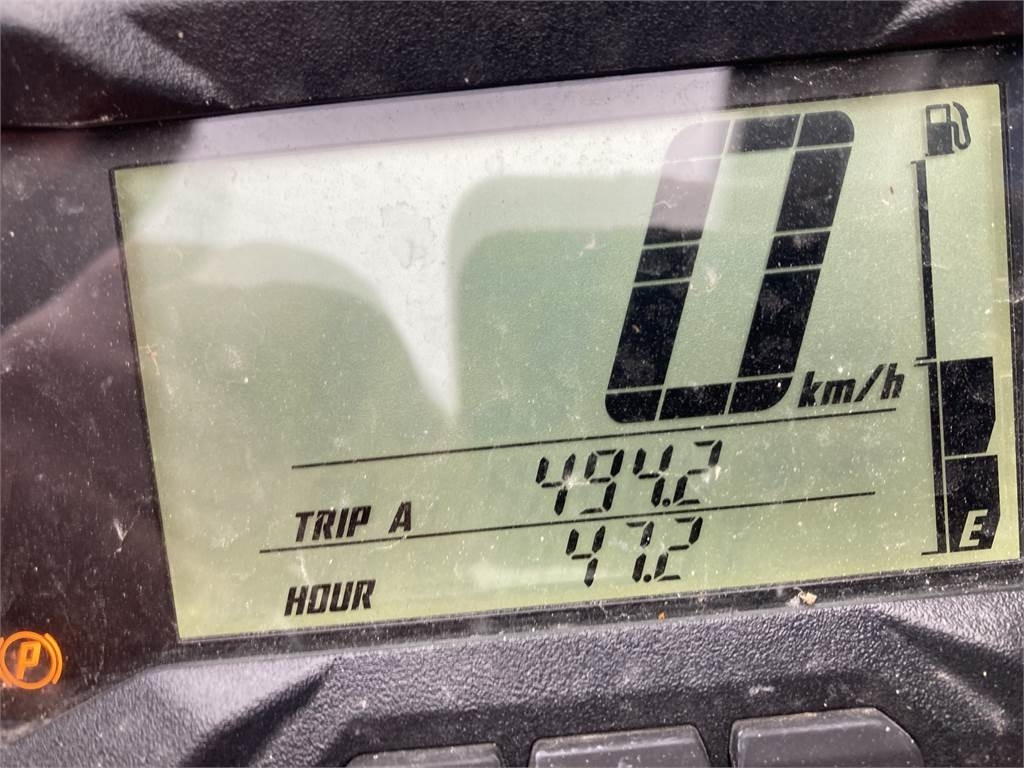 0 km/h
TRIP A 494.2
HOUR 47.2
E
P